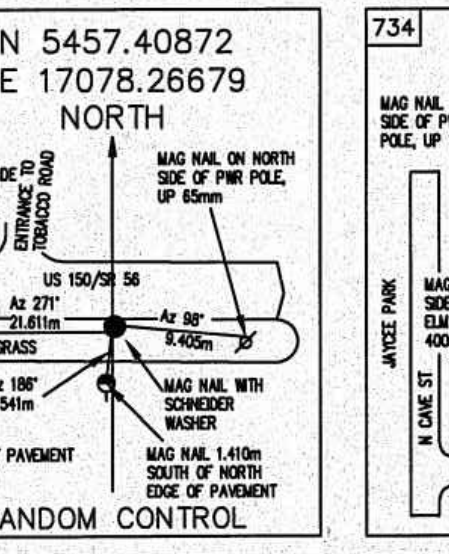 N 5457.40872
E 17078.26679
NORTH
MAG NAIL ON NORTH
SIDE OF PWR POLE,
UP 65mm
DE
ENTRANCE TO
TOBACCO ROAD
US 150/SR 56
Az 271°
21.611m
Az 98°
9.405m
GRASS
z 186°
541m
MAG NAIL WITH
SCHNEIDER
WASHER
PAVEMENT
MAG NAIL 1.410m
SOUTH OF NORTH
EDGE OF PAVEMENT
ANDOM CONTROL
734
MAG NAIL
SIDE OF P
POLE, UP
JAYCEE PARK
MAG
SIDE
ELM
400
N CAVE ST